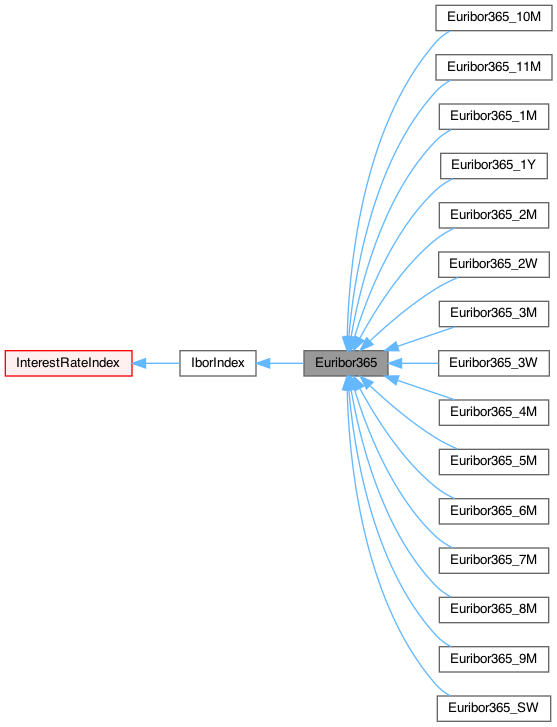 Euribor365_10M
Euribor365_11M
Euribor365_1M
Euribor365_1Y
Euribor365_2M
Euribor365_2W
Euribor365_3M
InterestRateIndex
IborIndex
Euribor365
Euribor365_3W
Euribor365_4M
Euribor365_5M
Euribor365_6M
Euribor365_7M
Euribor365_8M
Euribor365_9M
Euribor365_SW